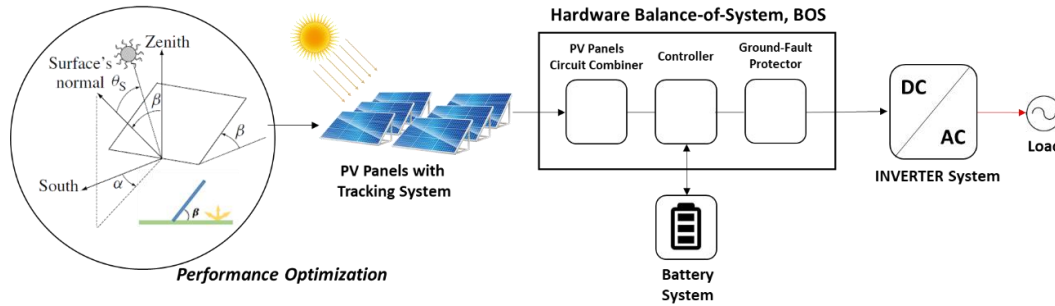 Zenith
Surface's
normal
θS
β
β
South
α
β
Performance Optimization
PV Panels with
Tracking System
Hardware Balance-of-System, BOS
PV Panels
Circuit Combiner
Controller
Ground-Fault
Protector
Battery
System
DC
AC
INVERTER System
Load